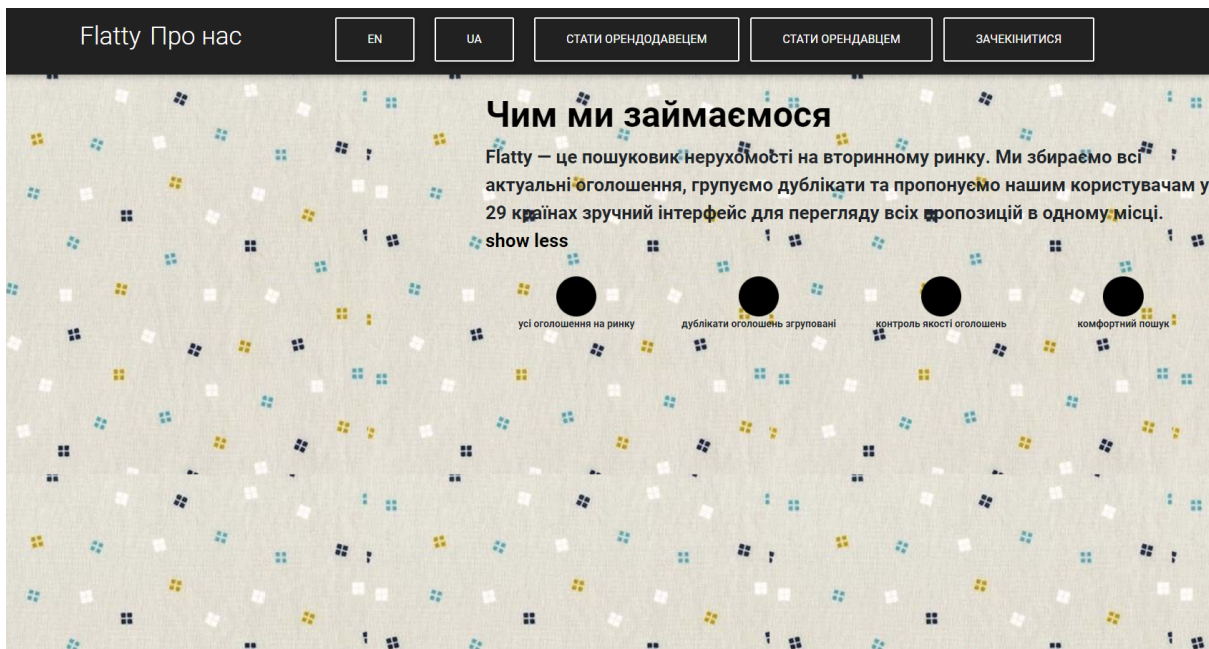 Flatty Про нас
EN
UA
СТАТИ ОРЕНДОДАВЕЦЕМ
СТАТИ ОРЕНДАВЦЕМ
ЗАЧЕКІНИТИСЯ
Чим ми займаємося
Flatty — це пошуковик нерухомості на вторинному ринку. Ми збираємо всі
актуальні оголошення, групуємо дублікати та пропонуємо нашим користувачам у
29 країнах зручний інтерфейс для перегляду всіх пропозицій в одному місці.
show less
усі оголошення на ринку
дублікати оголошень згруповані
контроль якості оголошень
комфортний пошук